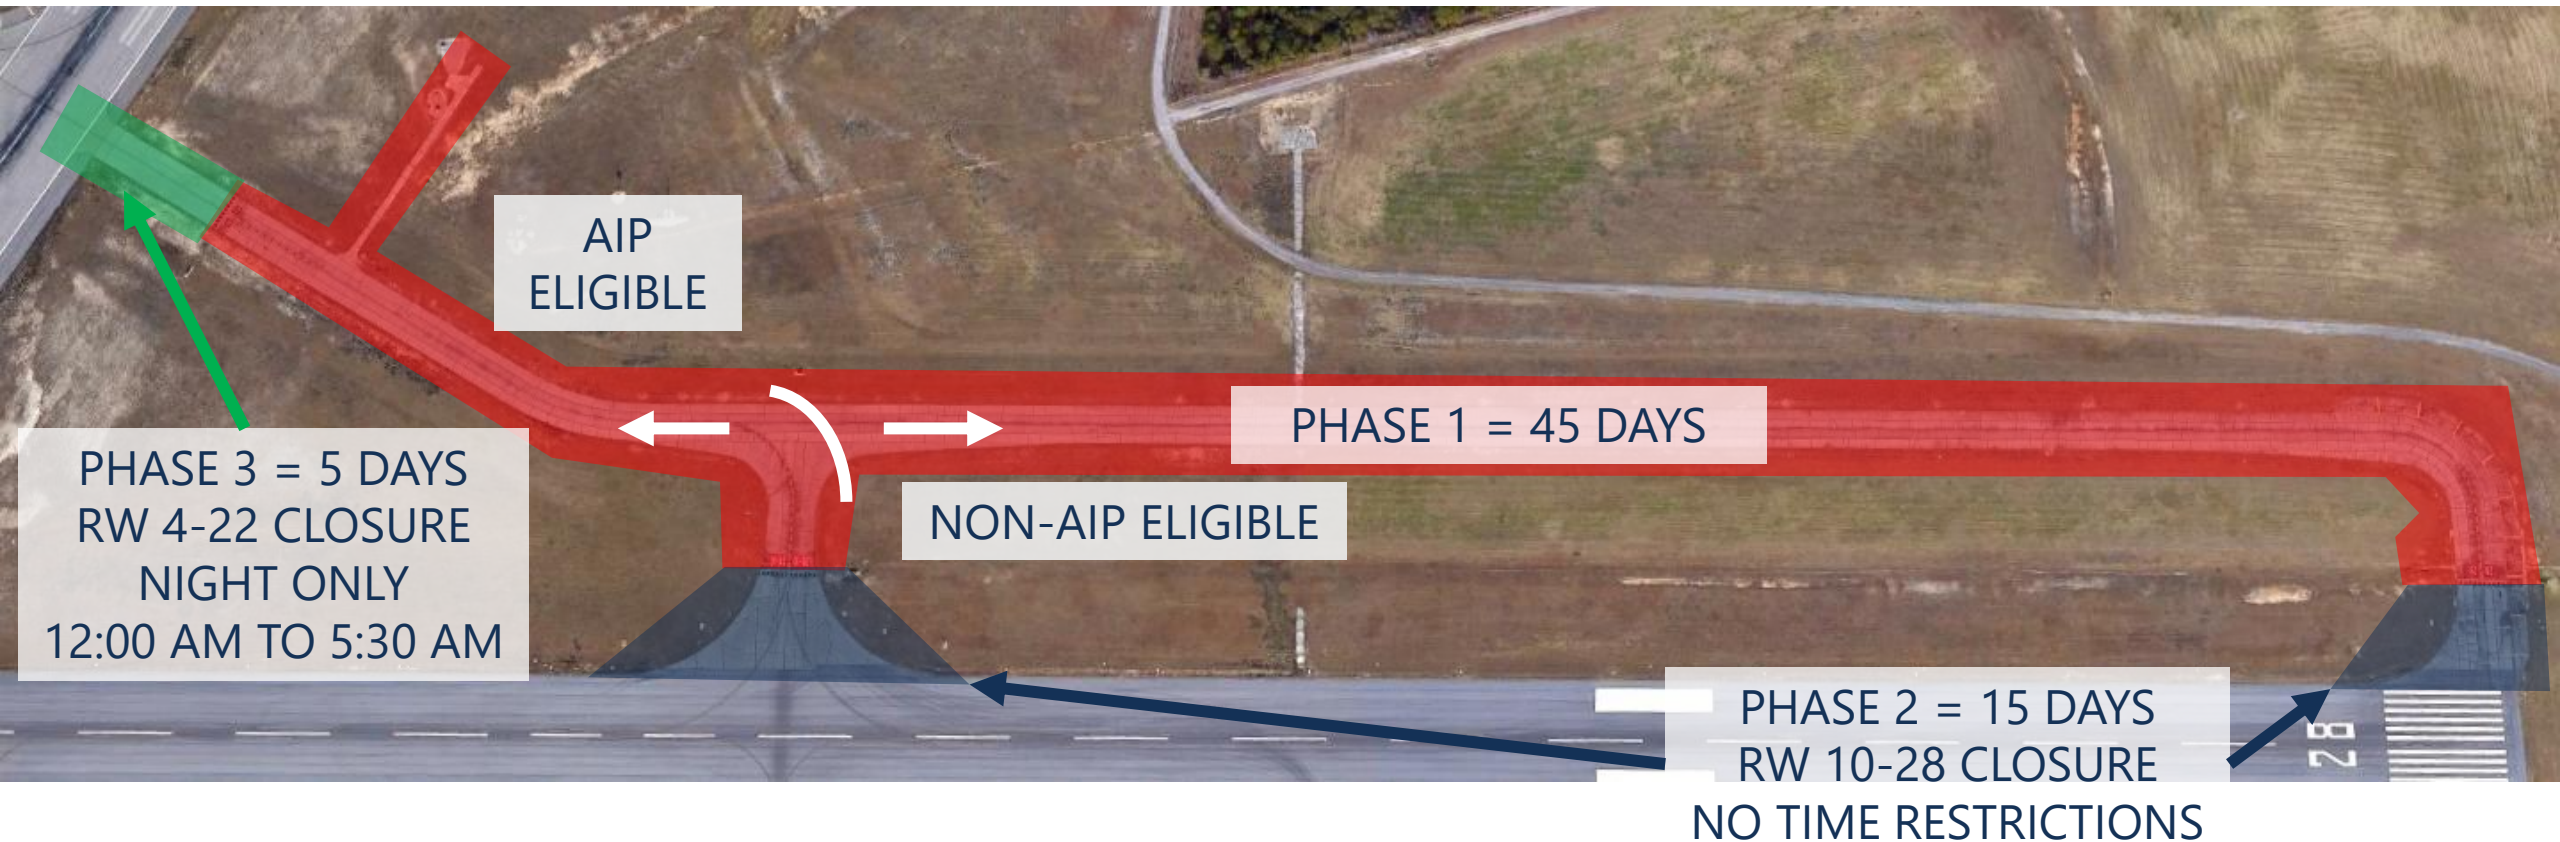 AIP
ELIGIBLE
PHASE 1 = 45 DAYS
PHASE 3 = 5 DAYS
RW 4-22 CLOSURE
NIGHT ONLY
12:00 AM TO 5:30 AM
NON-AIP ELIGIBLE
PHASE 2 = 15 DAYS
RW 10-28 CLOSURE
NO TIME RESTRICTIONS
28